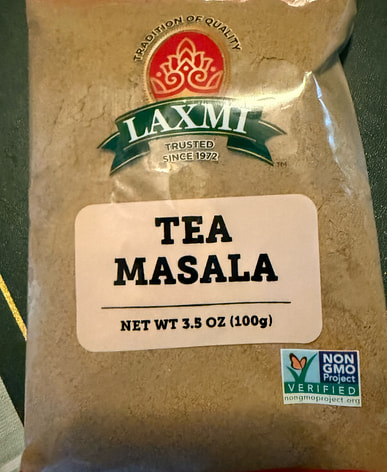 TRADITION OF QUALITY
LAXMI
TRUSTED
SINCE 1972
TM
TEA
MASALA
NET WT 3.5 OZ (100g)
NON
GMO
Project
VERIFIED
nongmoproject.org